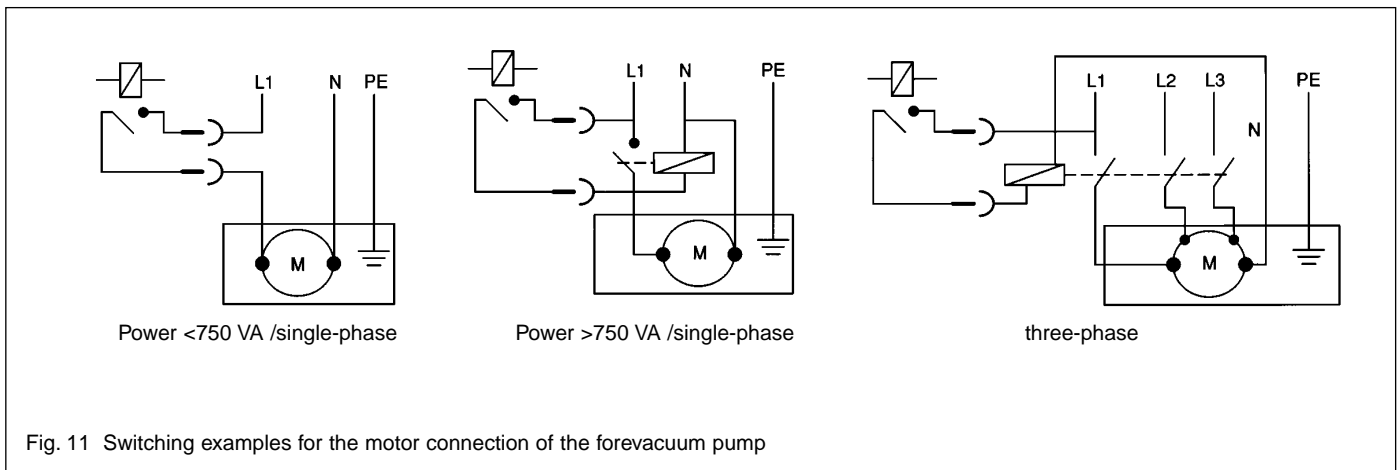 L1 N PE
M
Power <750 VA /single-phase
L1 N PE
M
Power >750 VA /single-phase
L1 L2 L3 PE
N
M
three-phase
Fig. 11 Switching examples for the motor connection of the forevacuum pump